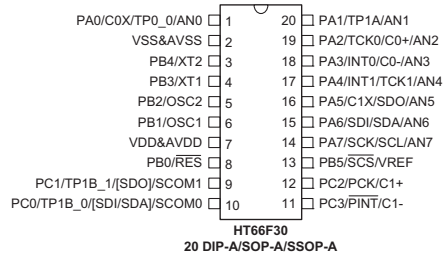 PA0/C0X/TP0_0/AN0 1 20 PA1/TP1A/AN1
VSS&AVSS 2 19 PA2/TCK0/C0+/AN2
PB4/XT2 3 18 PA3/INT0/C0-/AN3
PB3/XT1 4 17 PA4/INT1/TCK1/AN4
PB2/OSC2 5 16 PA5/C1X/SDO/AN5
PB1/OSC1 6 15 PA6/SDI/SDA/AN6
VDD&AVDD 7 14 PA7/SCK/SCL/AN7
PB0/RES 8 13 PB5/SCS/VREF
PC1/TP1B_1/[SDO]/SCOM1 9 12 PC2/PCK/C1+
PC0/TP1B_0/[SDI/SDA]/SCOM0 10 11 PC3/PINT/C1-
HT66F30
20 DIP-A/SOP-A/SSOP-A